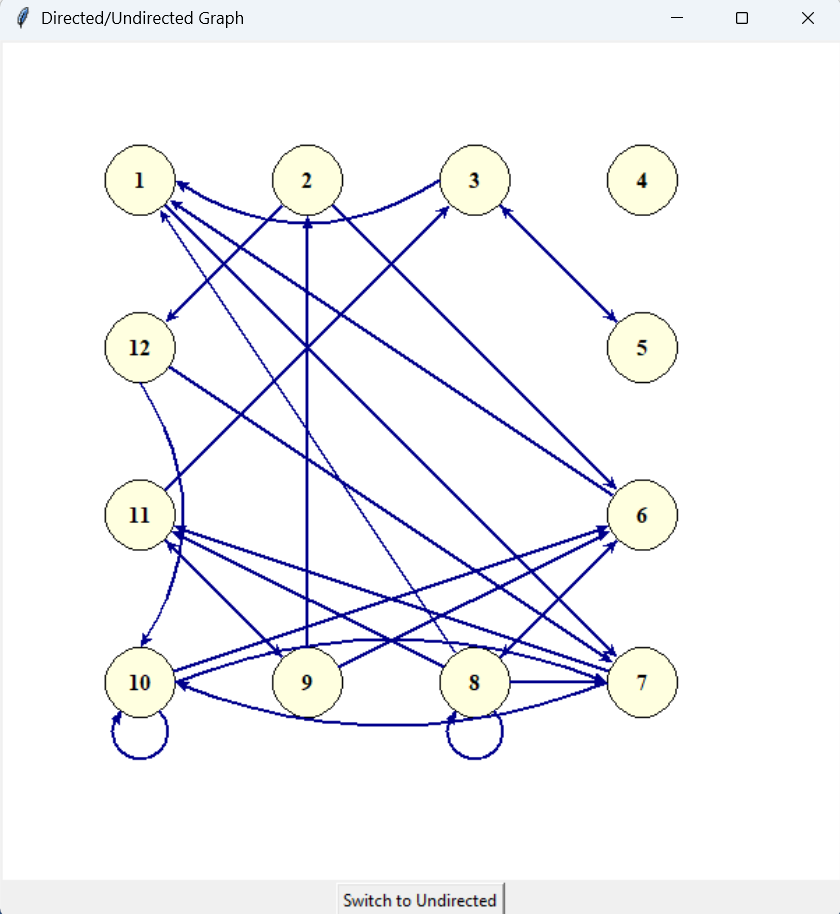 Directed/Undirected Graph
1 2 3 4
12 5
11 6
10 9 8 7
Switch to Undirected